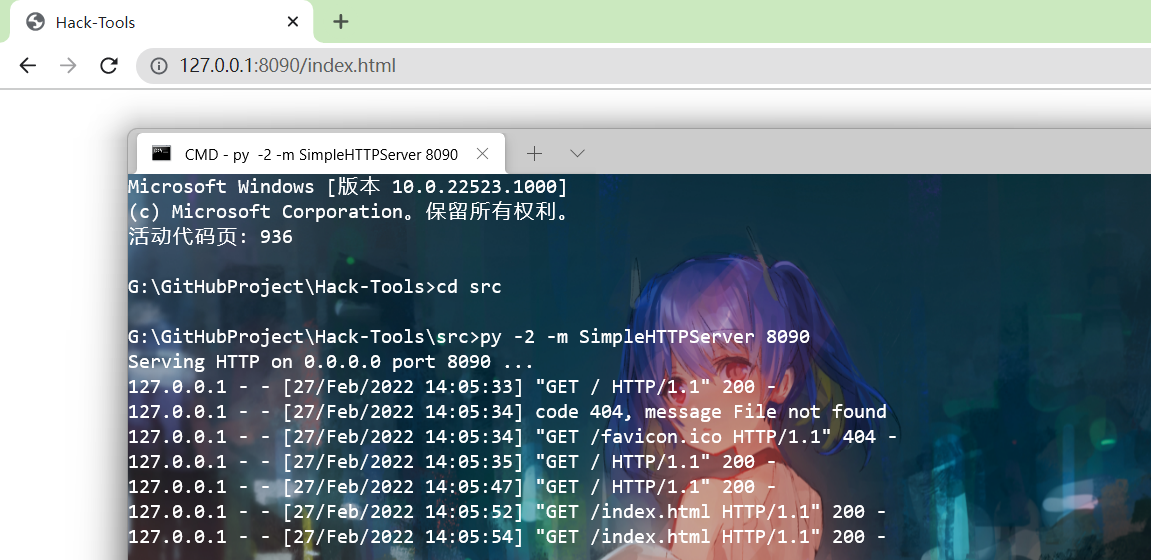 Hack-Tools
127.0.0.1:8090/index.html
CMD - py  -2 -m SimpleHTTPServer 8090
Microsoft Windows [版本 10.0.22523.1000]
(c) Microsoft Corporation。保留所有权利。
活动代码页: 936
G:\GitHubProject\Hack-Tools>cd src
G:\GitHubProject\Hack-Tools\src>py -2 -m SimpleHTTPServer 8090
Serving HTTP on 0.0.0.0 port 8090 ...
127.0.0.1 - - [27/Feb/2022 14:05:33] "GET / HTTP/1.1" 200 -
127.0.0.1 - - [27/Feb/2022 14:05:34] code 404, message File not found
127.0.0.1 - - [27/Feb/2022 14:05:34] "GET /favicon.ico HTTP/1.1" 404 -
127.0.0.1 - - [27/Feb/2022 14:05:35] "GET / HTTP/1.1" 200 -
127.0.0.1 - - [27/Feb/2022 14:05:47] "GET / HTTP/1.1" 200 -
127.0.0.1 - - [27/Feb/2022 14:05:52] "GET /index.html HTTP/1.1" 200 -
127.0.0.1 - - [27/Feb/2022 14:05:54] "GET /index.html HTTP/1.1" 200 -